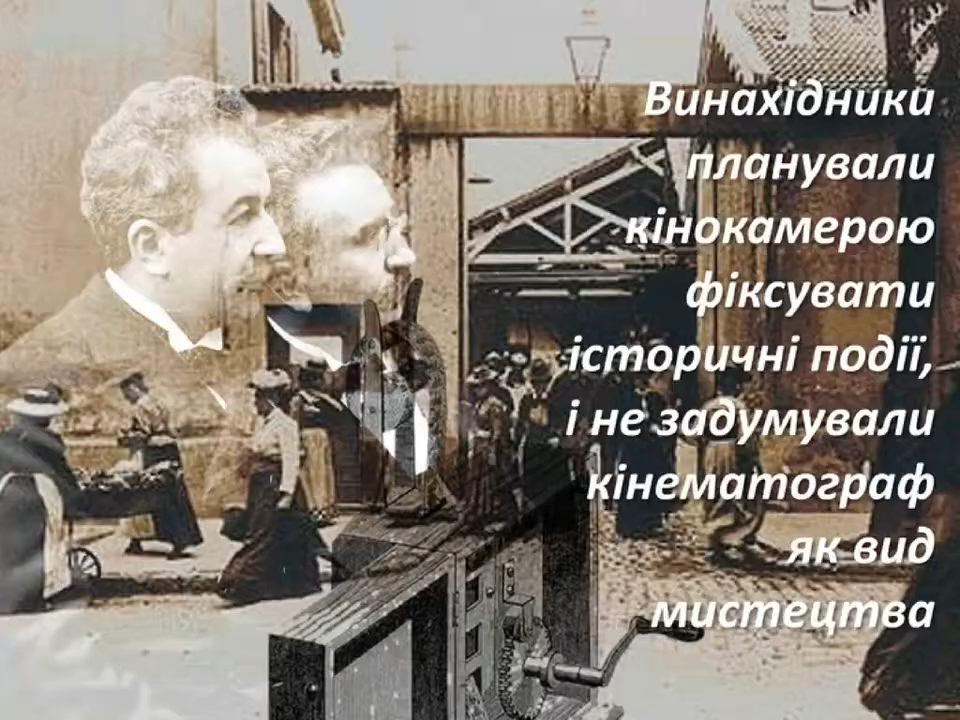 Винахідники
планували
кінокамерою
фіксувати
історичні події,
і не задумували
кінематограф
як вид
мистецтва